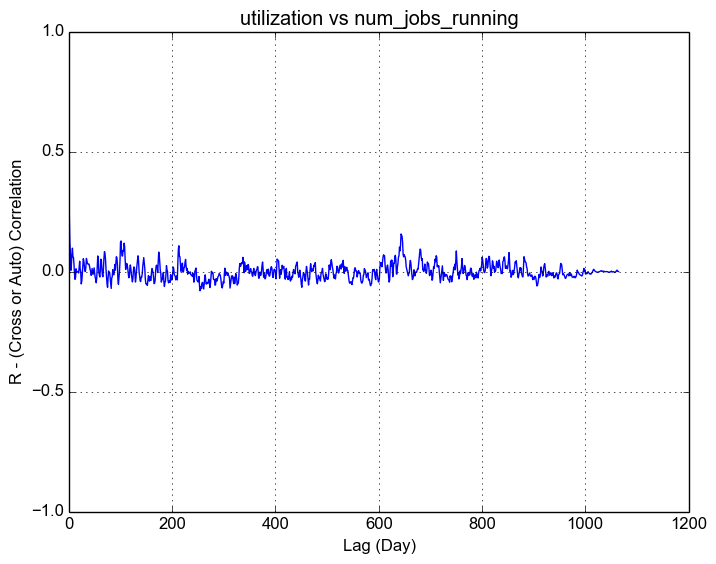 utilization vs num_jobs_running
1.0
0.5
0.0
−0.5
−1.0
R - (Cross or Auto) Correlation
0 200 400 600 800 1000 1200
Lag (Day)